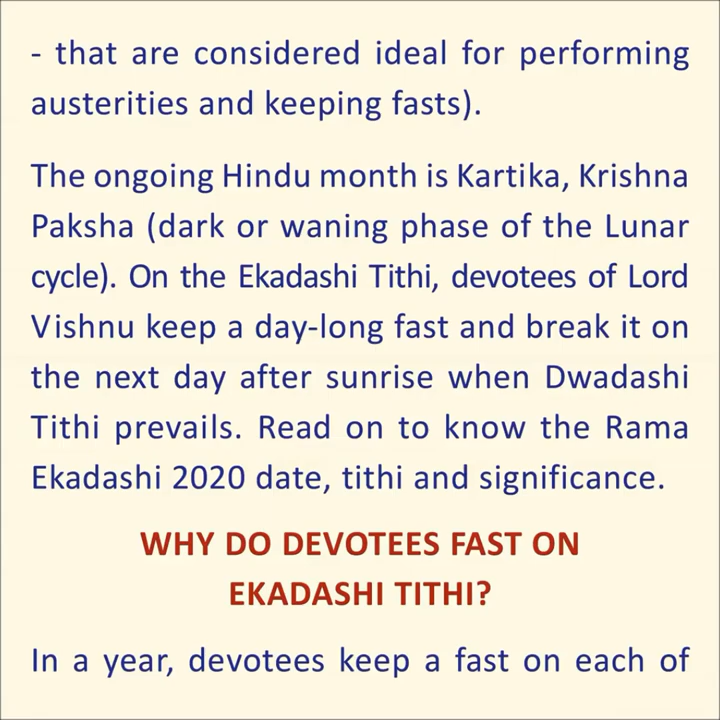 - that are considered ideal for performing
austerities and keeping fasts).
The ongoing Hindu month is Kartika, Krishna
Paksha (dark or waning phase of the Lunar
cycle). On the Ekadashi Tithi, devotees of Lord
Vishnu keep a day-long fast and break it on
the next day after sunrise when Dwadashi
Tithi prevails. Read on to know the Rama
Ekadashi 2020 date, tithi and significance.
WHY DO DEVOTEES FAST ON
EKADASHI TITHI?
In a year, devotees keep a fast on each of